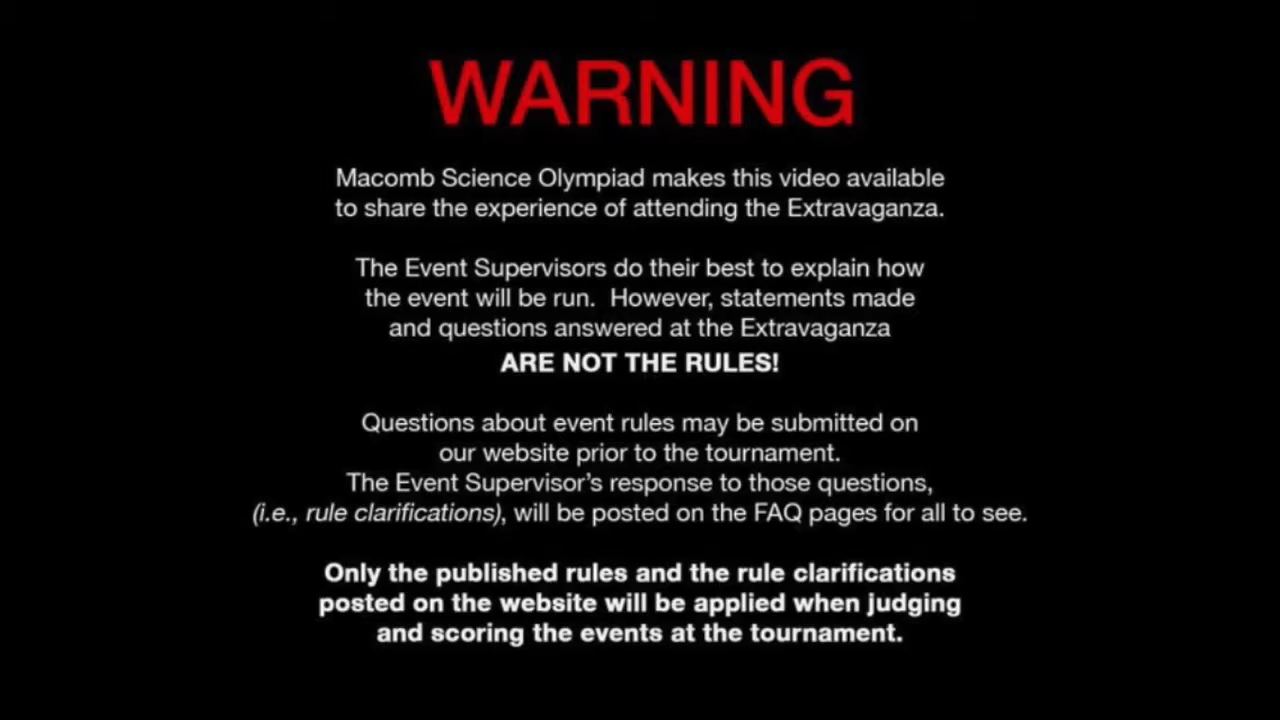 WARNING
Macomb Science Olympiad makes this video available
to share the experience of attending the Extravaganza.
The Event Supervisors do their best to explain how
the event will be run.  However, statements made
and questions answered at the Extravaganza
ARE NOT THE RULES!
Questions about event rules may be submitted on
our website prior to the tournament.
The Event Supervisor’s response to those questions,
(i.e., rule clarifications), will be posted on the FAQ pages for all to see.
Only the published rules and the rule clarifications
posted on the website will be applied when judging
and scoring the events at the tournament.